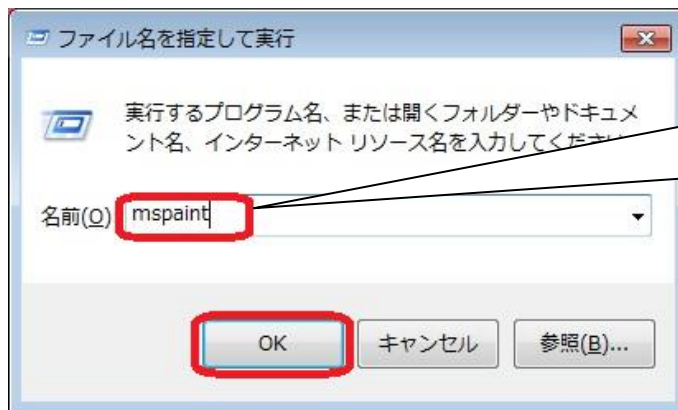 ファイル名を指定して実行
実行するプログラム名、または開くフォルダーやドキュメ
ント名、インターネット リソース名を入力してください
名前(O)
mspaint
OK
キャンセル
参照(B)...